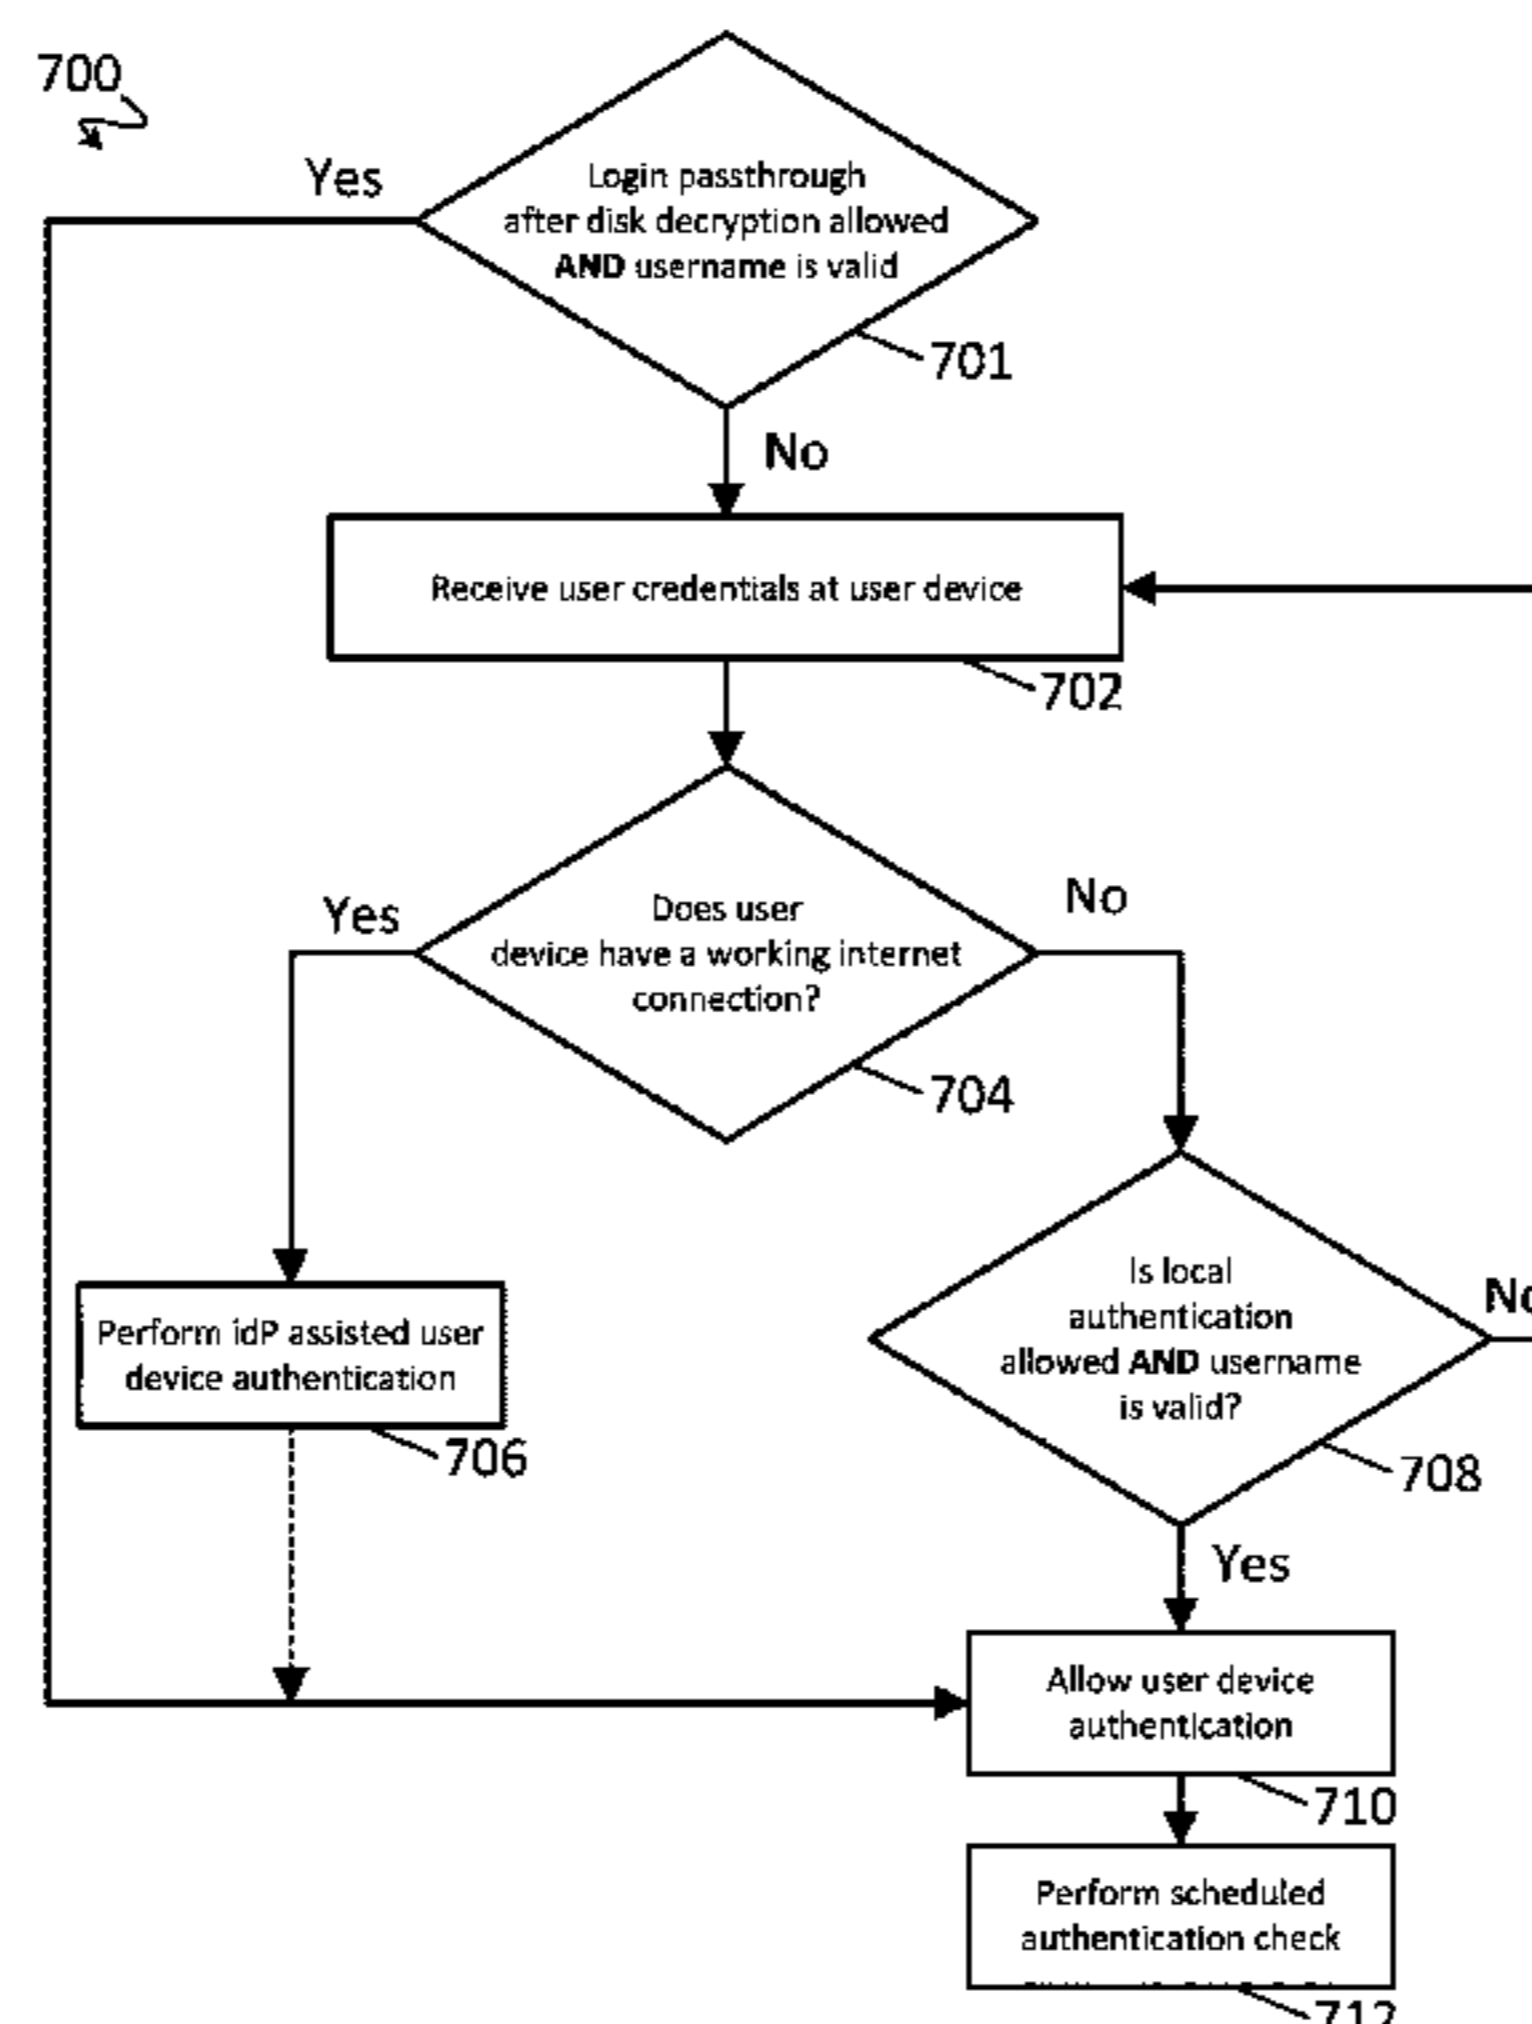 700
Yes
Login passthrough
after disk decryption allowed
AND username is valid
701
No
Receive user credentials at user device
702
Does user
device have a working internet
connection?
Yes
No
704
Is local
authentication
allowed AND username
is valid?
No
708
Perform idP assisted user
device authentication
706
Yes
Allow user device
authentication
710
Perform scheduled
authentication check
712